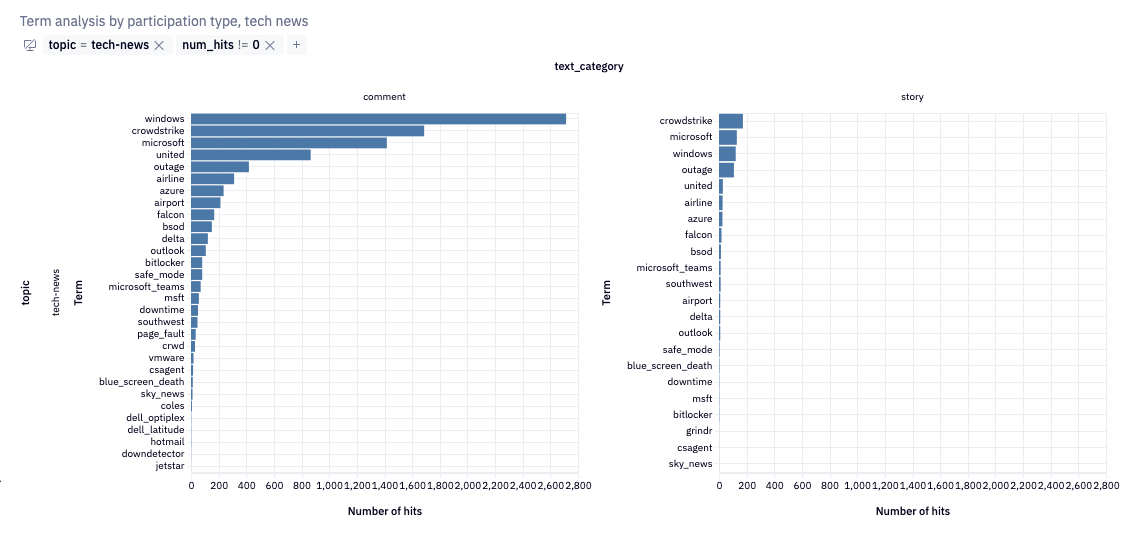 Term analysis by participation type, tech news
topic = tech-news × num_hits != 0 × +
text_category
comment
windows
crowdstrike
microsoft
united
outage
airline
azure
airport
falcon
bsod
delta
outlook
bitlocker
safe_mode
microsoft_teams
msft
downtime
southwest
page_fault
crwd
vmware
csagent
blue_screen_death
sky_news
coles
dell_optiplex
dell_latitude
hotmail
downdetector
jetstar
topic
tech-news
Term
0 200 400 600 800 1,000 1,200 1,400 1,600 1,800 2,000 2,200 2,400 2,600 2,800
Number of hits
story
crowdstrike
microsoft
windows
outage
united
airline
azure
falcon
bsod
microsoft_teams
southwest
airport
delta
outlook
safe_mode
blue_screen_death
downtime
msft
bitlocker
grindr
csagent
sky_news
Term
0 200 400 600 800 1,000 1,200 1,400 1,600 1,800 2,000 2,200 2,400 2,600 2,800
Number of hits